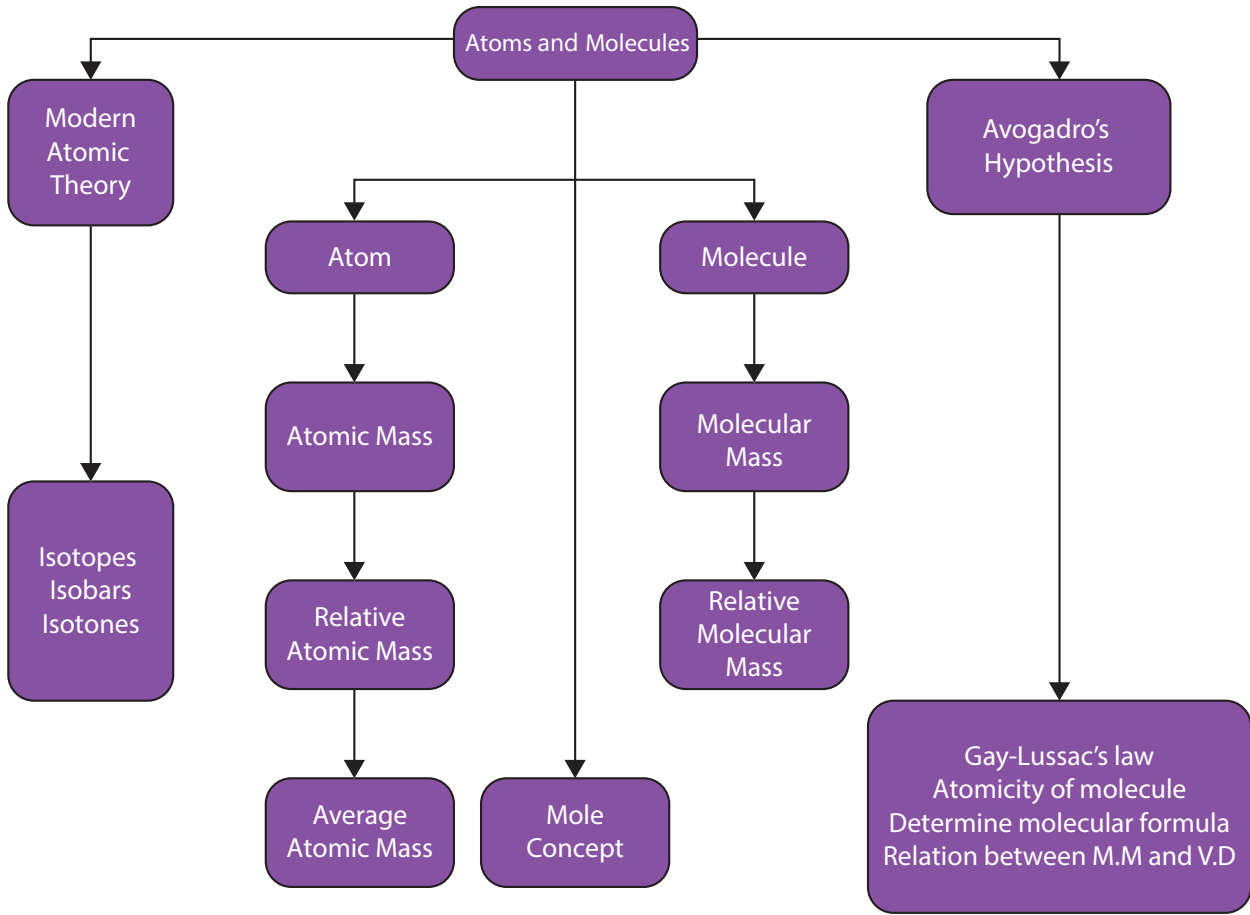 Atoms and Molecules
Modern
Atomic
Theory
Avogadro's
Hypothesis
Atom
Molecule
Atomic Mass
Molecular
Mass
Isotopes
Isobars
Isotones
Relative
Atomic Mass
Relative
Molecular
Mass
Average
Atomic Mass
Mole
Concept
Gay-Lussac's law
Atomicity of molecule
Determine molecular formula
Relation between M.M and V.D